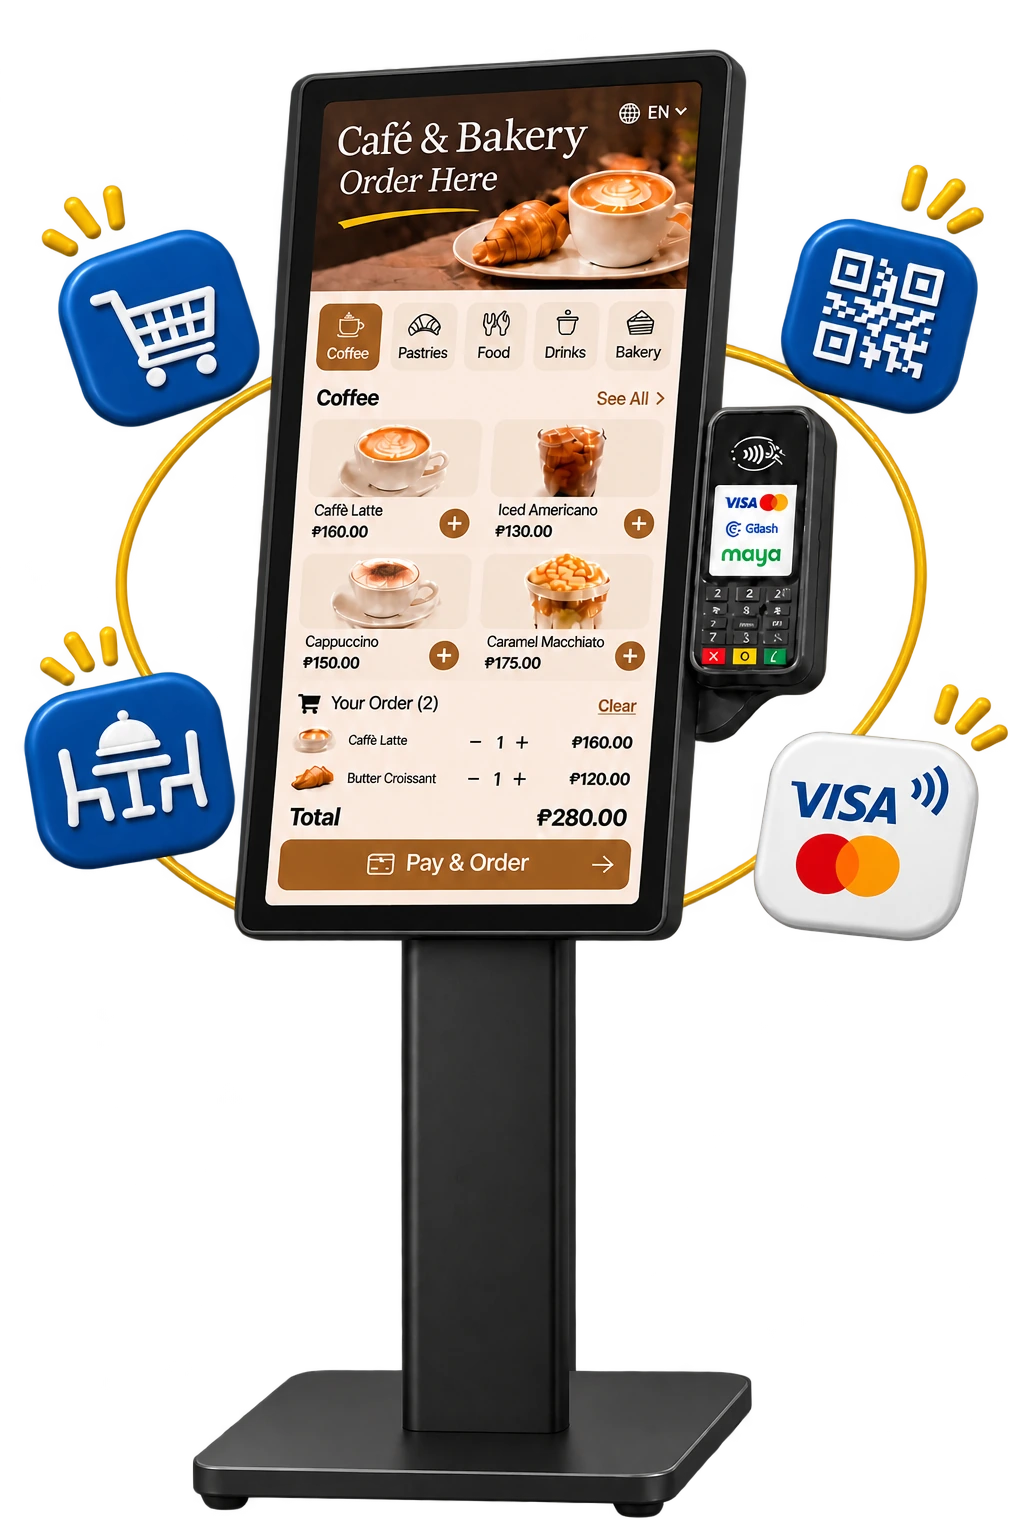 Café & Bakery
Order Here
EN
Coffee
Pastries
Food
Drinks
Bakery
Coffee
See All
Caffè Latte
₱160.00
Iced Americano
₱130.00
Cappuccino
₱150.00
Caramel Macchiato
₱175.00
Your Order (2)
Clear
Caffè Latte
− 1 +
₱160.00
Butter Croissant
− 1 +
₱120.00
Total
₱280.00
Pay & Order
VISA
maya
VISA